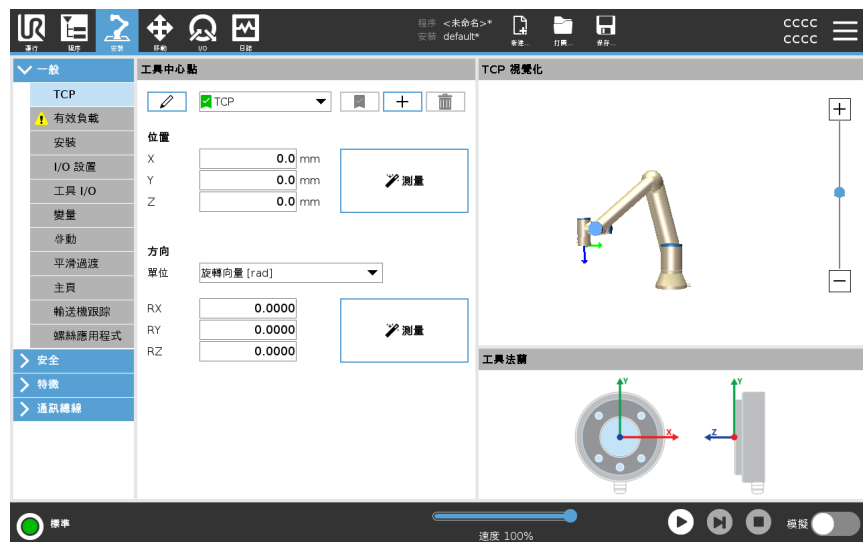 UR
運行 程序 安裝 移動 I/O 日誌
程序 <未命名>*
安裝 default*
新建... 打開... 保存...
CCCC
CCCC
一般
TCP
有效負載
安裝
I/O 設置
工具 I/O
變量
啓動
平滑過渡
主頁
輸送機跟踪
螺絲應用程式
安全
特徵
通訊總線
工具中心點
TCP
位置
X 0.0 mm
Y 0.0 mm
Z 0.0 mm
測量
方向
單位 旋轉向量 [rad]
RX 0.0000
RY 0.0000
RZ 0.0000
測量
TCP 視覺化
工具法蘭
Y
X
Y
Z
標準
速度 100%
模擬